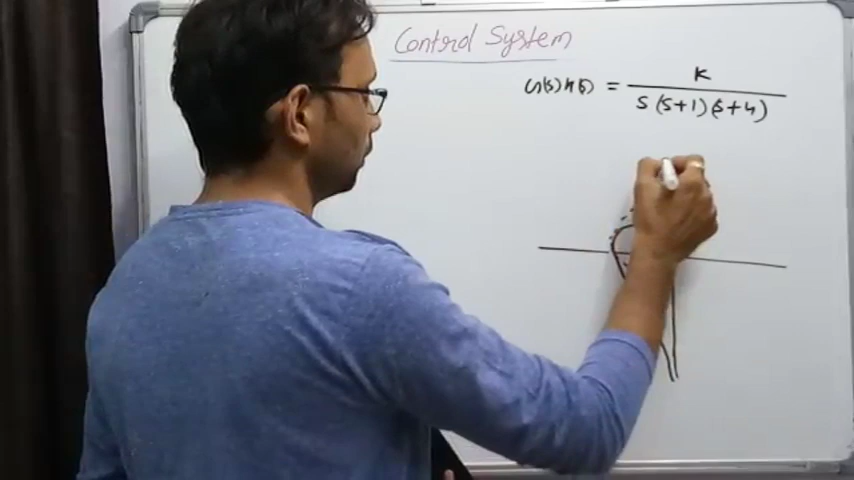 Control System
G(s)H(s) = K / s(s+1)(s+4)